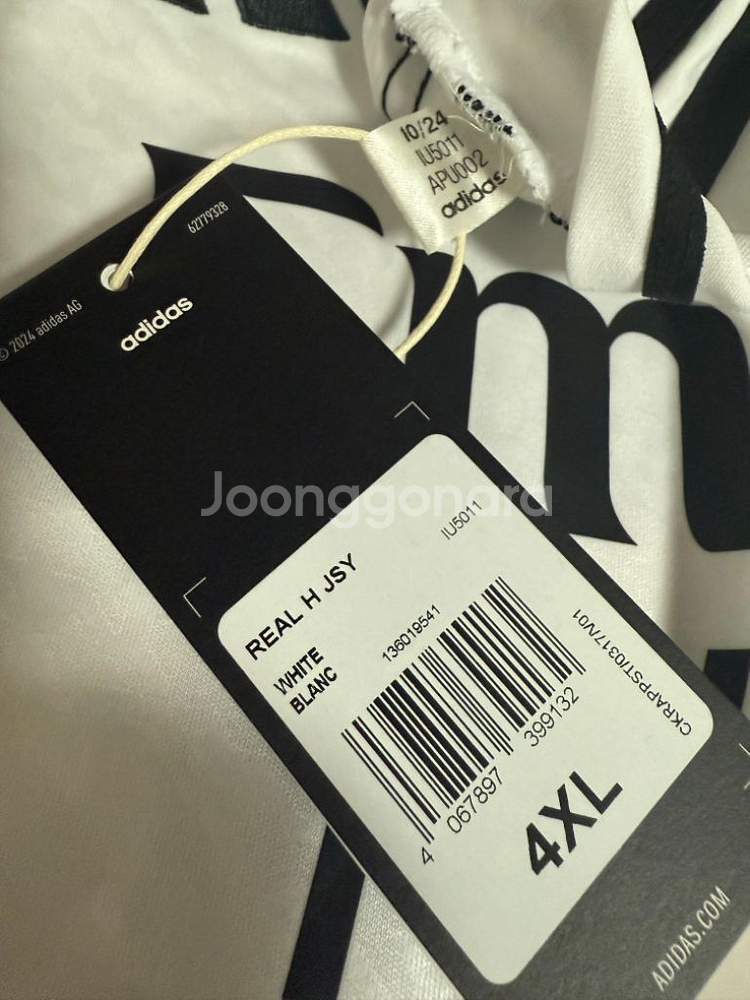 10/24
IU5011
APU002
adidas
62779328
© 2024 adidas AG
adidas
Joonggonara
IU5011
REAL H JSY
WHITE
BLANC
136019541
CKRAPPST/0317/V01
4 067897 399132
4XL
ADIDAS.COM
m